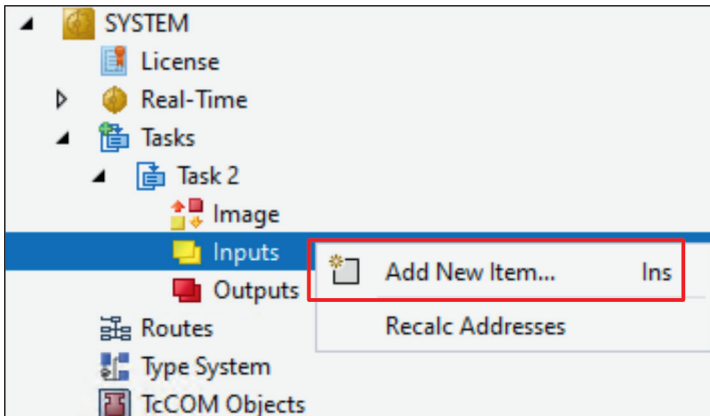 SYSTEM
License
Real-Time
Tasks
Task 2
Image
Inputs
Add New Item... Ins
Outputs
Recalc Addresses
Routes
Type System
TcCOM Objects